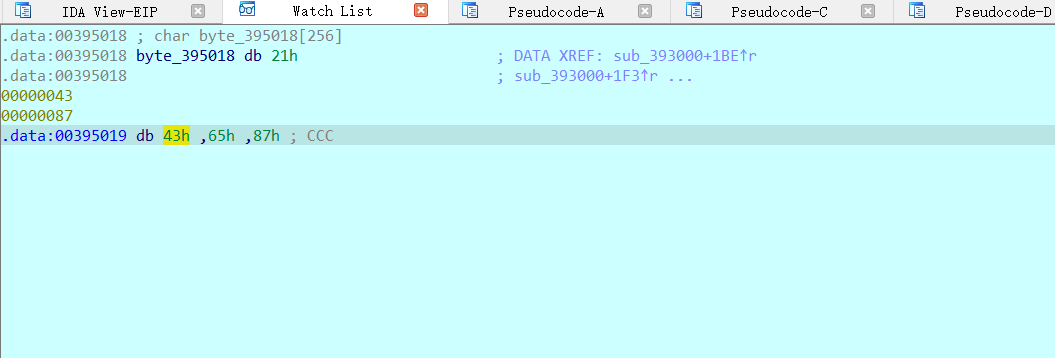 IDA View-EIP Watch List Pseudocode-A Pseudocode-C Pseudocode-D
.data:00395018 ; char byte_395018[256]
.data:00395018 byte_395018 db 21h ; DATA XREF: sub_393000+1BE↑r
.data:00395018 ; sub_393000+1F3↑r ...
00000043
00000087
.data:00395019 db 43h ,65h ,87h ; CCC